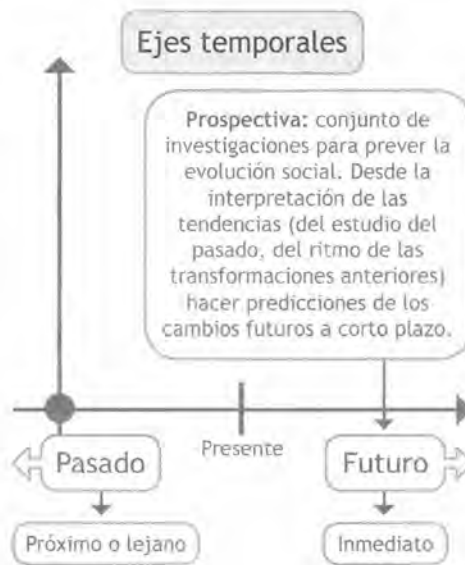 Ejes temporales
Prospectiva: conjunto de
investigaciones para prever la
evolución social. Desde la
interpretación de las
tendencias (del estudio del
pasado, del ritmo de las
transformaciones anteriores)
hacer predicciones de los
cambios futuros a corto plazo.
Presente
Pasado
Futuro
Próximo o lejano
Inmediato